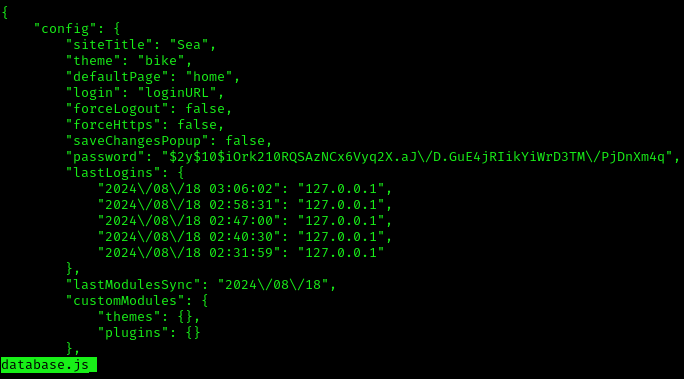 {
    "config": {
        "siteTitle": "Sea",
        "theme": "bike",
        "defaultPage": "home",
        "login": "loginURL",
        "forceLogout": false,
        "forceHttps": false,
        "saveChangesPopup": false,
        "password": "$2y$10$iOrk210RQSAzNCx6Vyq2X.aJ\/D.GuE4jRIikYiWrD3TM\/PjDnXm4q",
        "lastLogins": {
            "2024\/08\/18 03:06:02": "127.0.0.1",
            "2024\/08\/18 02:58:31": "127.0.0.1",
            "2024\/08\/18 02:47:00": "127.0.0.1",
            "2024\/08\/18 02:40:30": "127.0.0.1",
            "2024\/08\/18 02:31:59": "127.0.0.1"
        },
        "lastModulesSync": "2024\/08\/18",
        "customModules": {
            "themes": {},
            "plugins": {}
        },
database.js